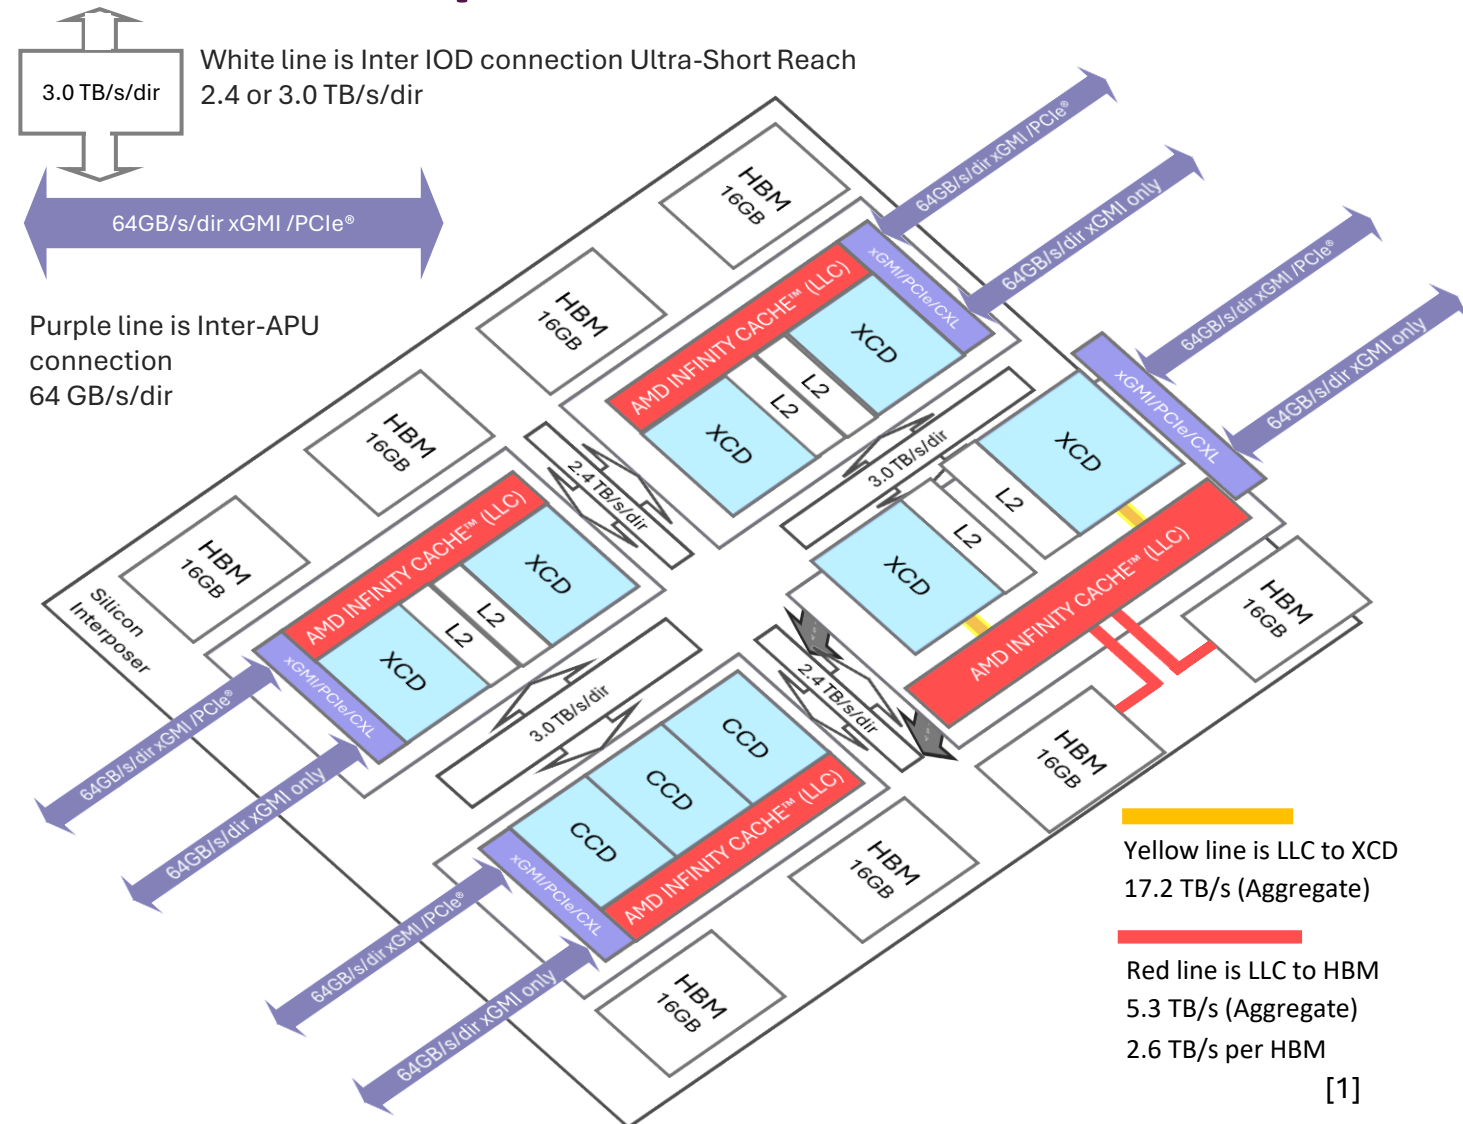 3.0 TB/s/dir
White line is Inter IOD connection Ultra-Short Reach
2.4 or 3.0 TB/s/dir
64GB/s/dir xGMI /PCIe®
Purple line is Inter-APU
connection
64 GB/s/dir
HBM
16GB
HBM
16GB
HBM
16GB
HBM
16GB
Silicon
Interposer
64GB/s/dir xGMI /PCIe®
64GB/s/dir xGMI only
64GB/s/dir xGMI /PCIe®
64GB/s/dir xGMI only
xGMI/PCIe/CXL
AMD INFINITY CACHE™ (LLC)
XCD
L2
L2
XCD
2.4 TB/s/dir
3.0 TB/s/dir
xGMI/PCIe/CXL
XCD
L2
L2
XCD
AMD INFINITY CACHE™ (LLC)
HBM
16GB
HBM
16GB
AMD INFINITY CACHE™ (LLC)
XCD
L2
L2
XCD
xGMI/PCIe/CXL
64GB/s/dir xGMI /PCIe®
64GB/s/dir xGMI only
3.0 TB/s/dir
2.4 TB/s/dir
CCD
CCD
CCD
AMD INFINITY CACHE™ (LLC)
xGMI/PCIe/CXL
64GB/s/dir xGMI /PCIe®
64GB/s/dir xGMI only
HBM
16GB
HBM
16GB
Yellow line is LLC to XCD
17.2 TB/s (Aggregate)
Red line is LLC to HBM
5.3 TB/s (Aggregate)
2.6 TB/s per HBM
[1]